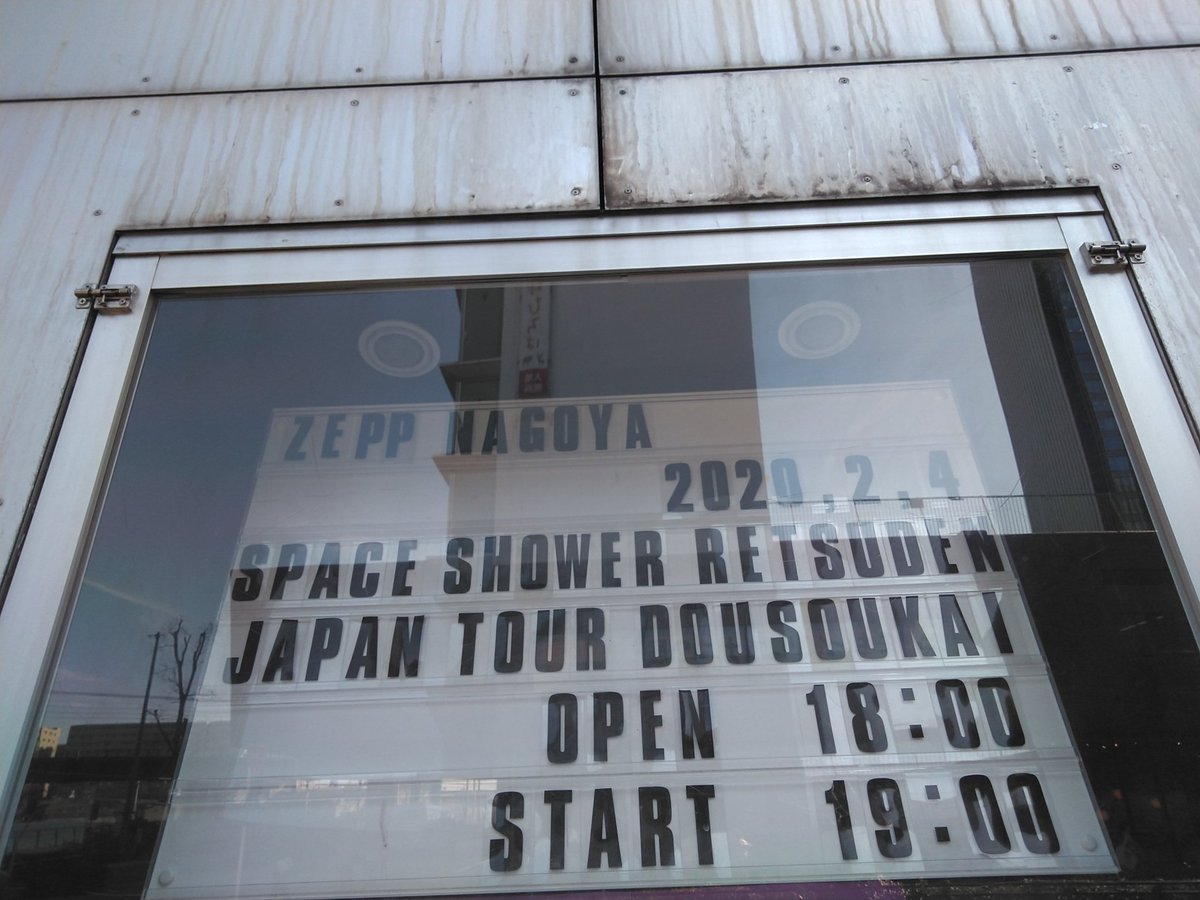 ZEPP NAGOYA
2020,2,4
SPACE SHOWER RETSUDEN
JAPAN TOUR DOUSOUKAI
OPEN 18:00
START 19:00